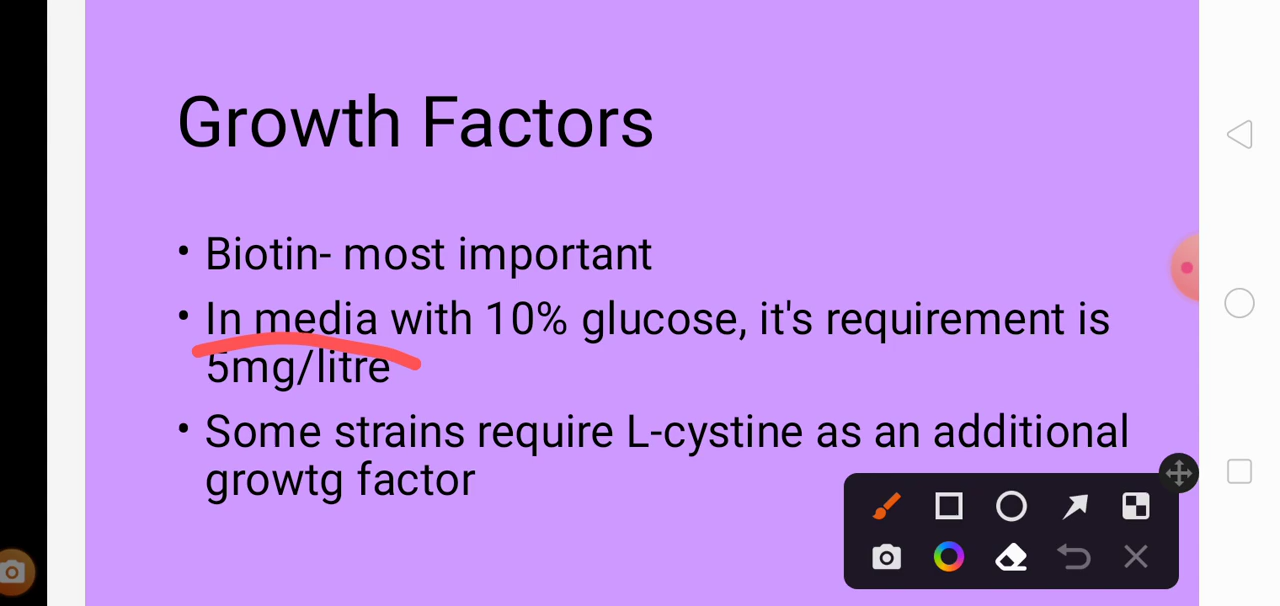 Growth Factors
• Biotin- most important
• In media with 10% glucose, it's requirement is
5mg/litre
• Some strains require L-cystine as an additional
growtg factor